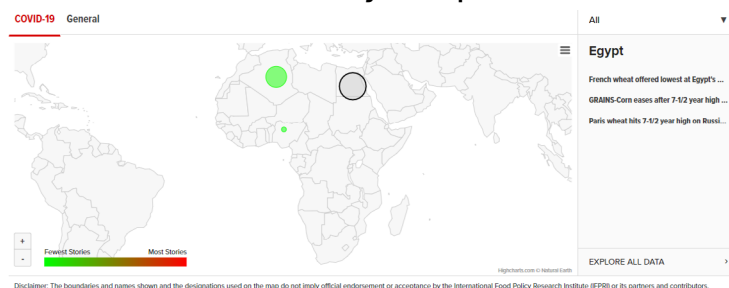 COVID-19 General
All
Egypt
French wheat offered lowest at Egypt's ...
GRAINS-Corn eases after 7-1/2 year high ...
Paris wheat hits 7-1/2 year high on Russi...
+
-
Fewest Stories Most Stories
Highcharts.com © Natural Earth
EXPLORE ALL DATA
Disclaimer: The boundaries and names shown and the designations used on the map do not imply official endorsement or acceptance by the International Food Policy Research Institute (IFPRI) or its partners and contributors.